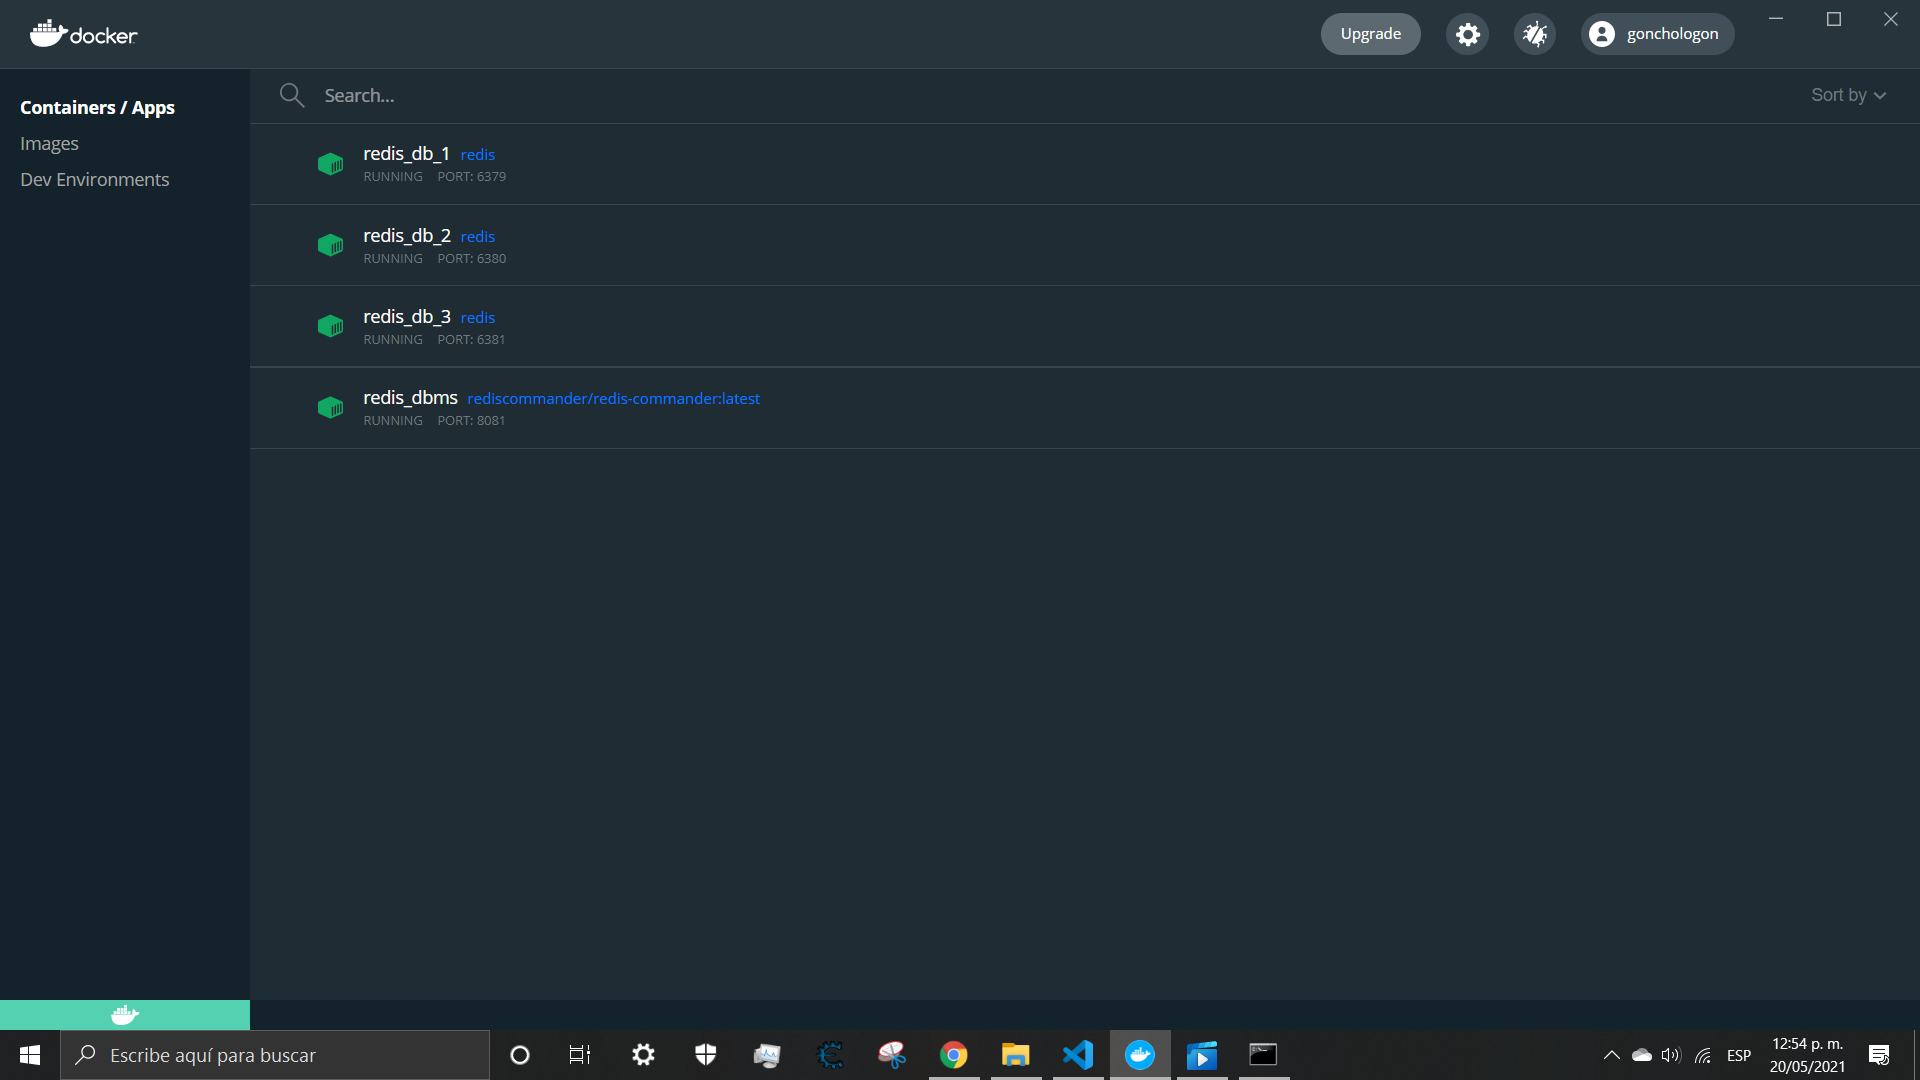 docker
Upgrade
gonchologon
Containers / Apps
Images
Dev Environments
Search...
Sort by
redis_db_1 redis
RUNNING PORT: 6379
redis_db_2 redis
RUNNING PORT: 6380
redis_db_3 redis
RUNNING PORT: 6381
redis_dbms rediscommander/redis-commander:latest
RUNNING PORT: 8081
Escribe aquí para buscar
ESP
12:54 p. m.
20/05/2021